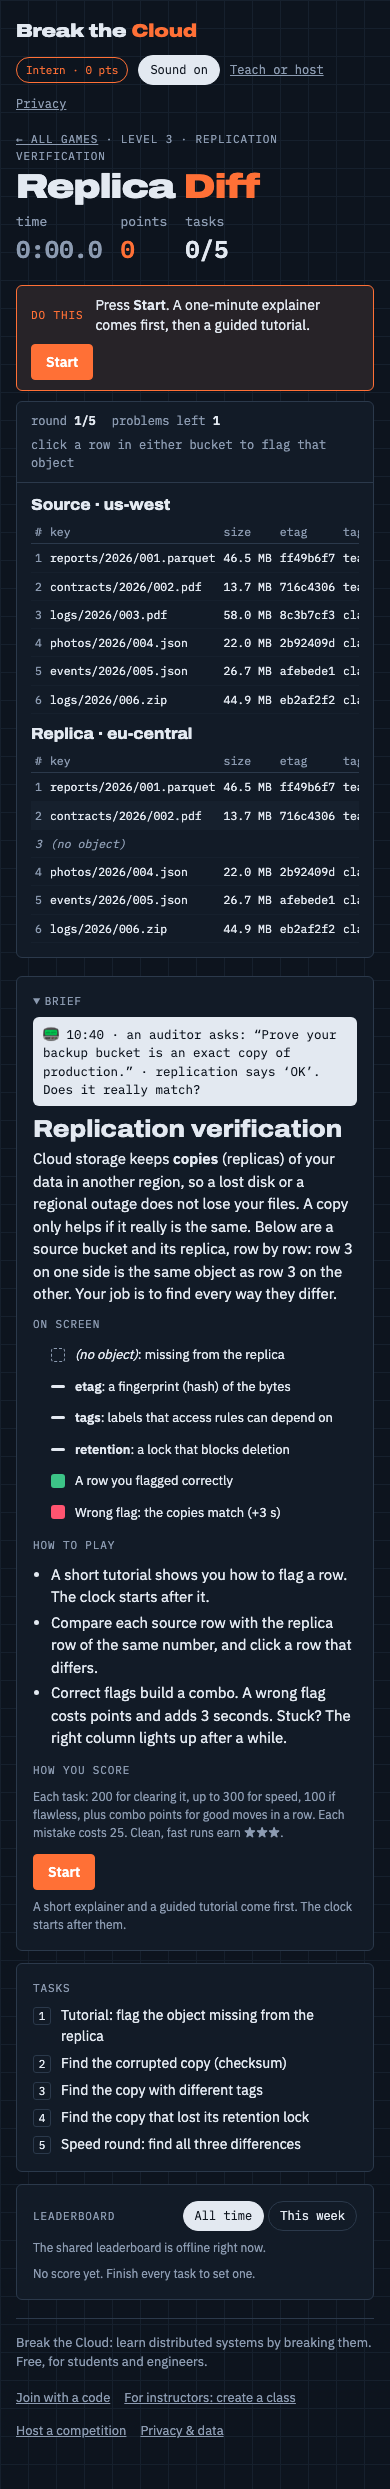 Break the Cloud
Intern · 0 pts
Sound on
Teach or host
Privacy
← ALL GAMES · LEVEL 3 · REPLICATION
VERIFICATION
Replica Diff
time points tasks
0:00.0 0 0/5
DO THIS
Press Start. A one-minute explainer
comes first, then a guided tutorial.
Start
round 1/5 problems left 1
click a row in either bucket to flag that
object
Source · us-west
# key size etag
1 reports/2026/001.parquet 46.5 MB ff49b6f7
2 contracts/2026/002.pdf 13.7 MB 716c4306
3 logs/2026/003.pdf 58.0 MB 8c3b7cf3
4 photos/2026/004.json 22.0 MB 2b92409d
5 events/2026/005.json 26.7 MB afebede1
6 logs/2026/006.zip 44.9 MB eb2af2f2
Replica · eu-central
# key size etag
1 reports/2026/001.parquet 46.5 MB ff49b6f7
2 contracts/2026/002.pdf 13.7 MB 716c4306
3 (no object)
4 photos/2026/004.json 22.0 MB 2b92409d
5 events/2026/005.json 26.7 MB afebede1
6 logs/2026/006.zip 44.9 MB eb2af2f2
▼ BRIEF
10:40 · an auditor asks: “Prove your
backup bucket is an exact copy of
production.” · replication says ‘OK’.
Does it really match?
Replication verification
Cloud storage keeps copies (replicas) of your
data in another region, so a lost disk or a
regional outage does not lose your files. A copy
only helps if it really is the same. Below are a
source bucket and its replica, row by row: row 3
on one side is the same object as row 3 on the
other. Your job is to find every way they differ.
ON SCREEN
(no object): missing from the replica
etag: a fingerprint (hash) of the bytes
tags: labels that access rules can depend on
retention: a lock that blocks deletion
A row you flagged correctly
Wrong flag: the copies match (+3 s)
HOW TO PLAY
• A short tutorial shows you how to flag a row.
The clock starts after it.
• Compare each source row with the replica
row of the same number, and click a row that
differs.
• Correct flags build a combo. A wrong flag
costs points and adds 3 seconds. Stuck? The
right column lights up after a while.
HOW YOU SCORE
Each task: 200 for clearing it, up to 300 for speed, 100 if
flawless, plus combo points for good moves in a row. Each
mistake costs 25. Clean, fast runs earn ★★★.
Start
A short explainer and a guided tutorial come first. The clock
starts after them.
TASKS
1 Tutorial: flag the object missing from the
replica
2 Find the corrupted copy (checksum)
3 Find the copy with different tags
4 Find the copy that lost its retention lock
5 Speed round: find all three differences
LEADERBOARD
All time
This week
The shared leaderboard is offline right now.
No score yet. Finish every task to set one.
Break the Cloud: learn distributed systems by breaking them.
Free, for students and engineers.
Join with a code For instructors: create a class
Host a competition Privacy & data